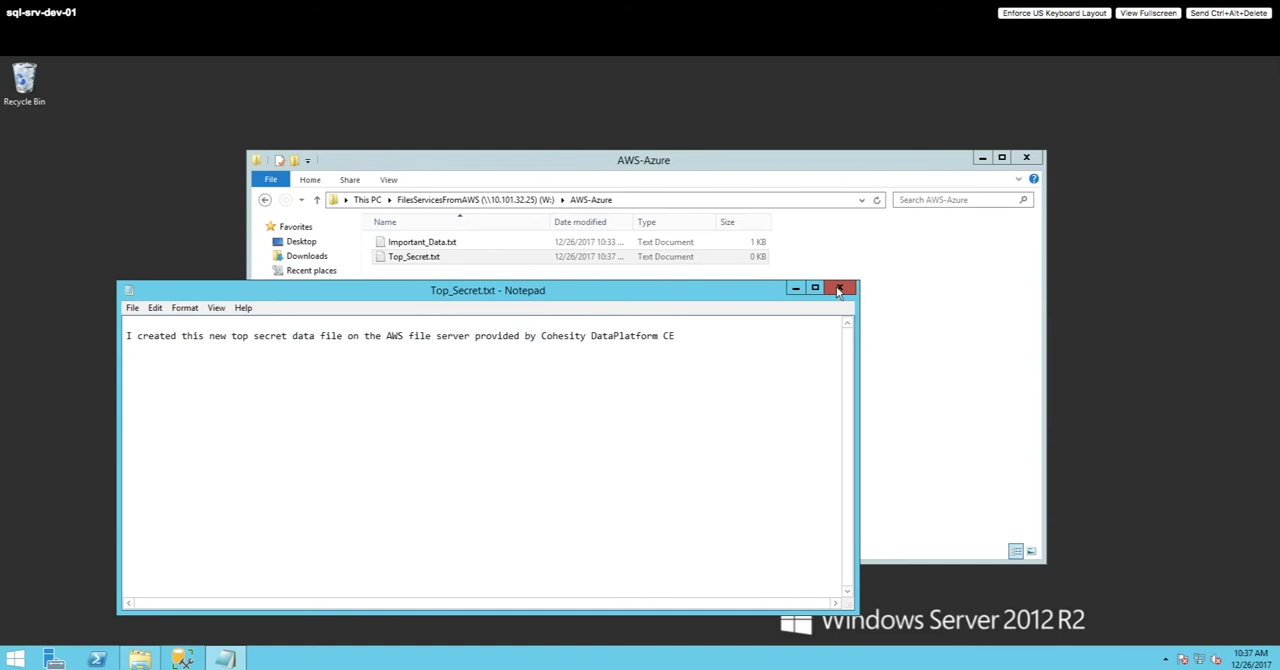 sql-srv-dev-01
Enforce US Keyboard Layout
View Fullscreen
Send Ctrl+Alt+Delete
Recycle Bin
AWS-Azure
File
Home
Share
View
This PC
FilesServicesFromAWS (\\10.101.32.25) (W:)
AWS-Azure
Search AWS-Azure
Favorites
Desktop
Downloads
Recent places
Name Date modified Type Size
Important_Data.txt 12/26/2017 10:33 ... Text Document 1 KB
Top_Secret.txt 12/26/2017 10:37 ... Text Document 0 KB
Top_Secret.txt - Notepad
File Edit Format View Help
I created this new top secret data file on the AWS file server provided by Cohesity DataPlatform CE
Windows Server 2012 R2
10:37 AM
12/26/2017